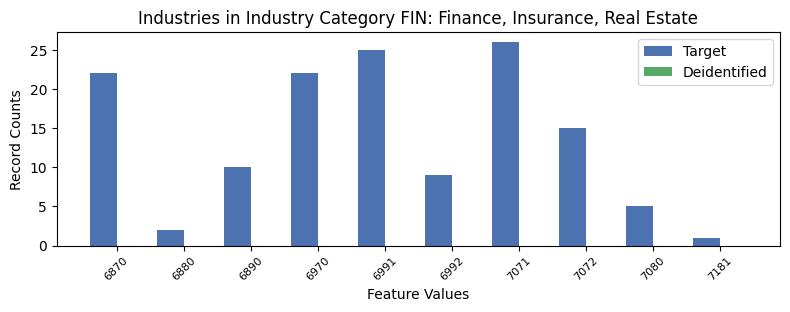 Industries in Industry Category FIN: Finance, Insurance, Real Estate
Target
Deidentified
Record Counts
25
20
15
10
5
0
6870 6880 6890 6970 6991 6992 7071 7072 7080 7181
Feature Values